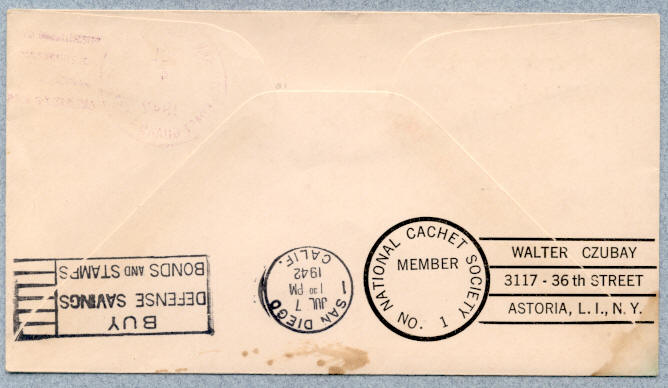 NATIONAL CACHET SOCIETY
MEMBER
NO. 1
WALTER CZUBAY
3117 - 36th STREET
ASTORIA, L. I., N. Y.
SAN DIEGO 1
JUL 7
1 30 PM
1942
CALIF.
BUY
DEFENSE SAVINGS
BONDS AND STAMPS